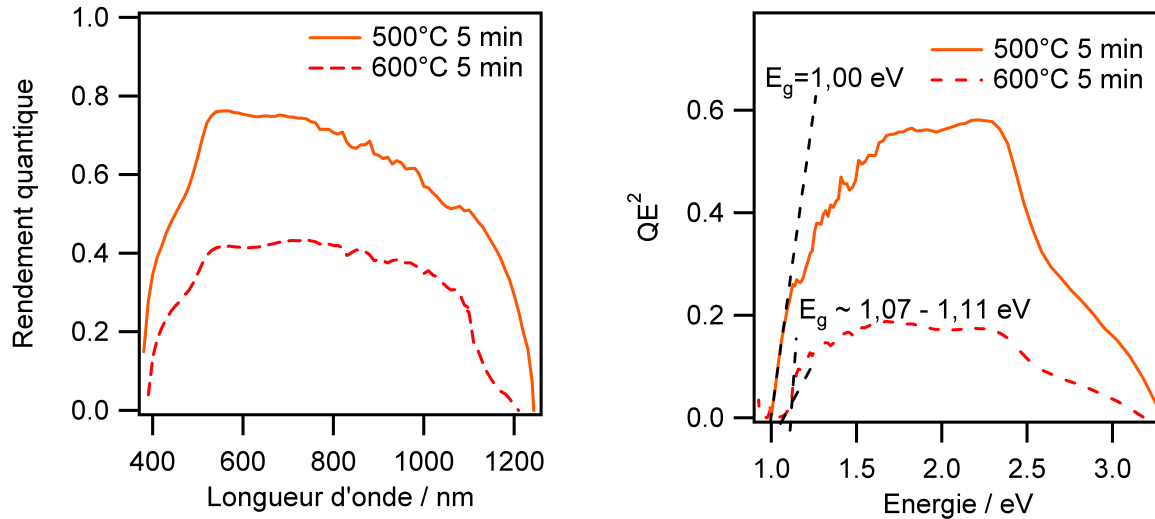 Rendement quantique
1.0
0.8
0.6
0.4
0.2
0.0
500°C 5 min
600°C 5 min
400
600
800
1000
1200
Longueur d'onde / nm
QE²
0.6
0.4
0.2
0.0
500°C 5 min
600°C 5 min
Eg=1,00 eV
Eg ~ 1,07 - 1,11 eV
1.0
1.5
2.0
2.5
3.0
Energie / eV